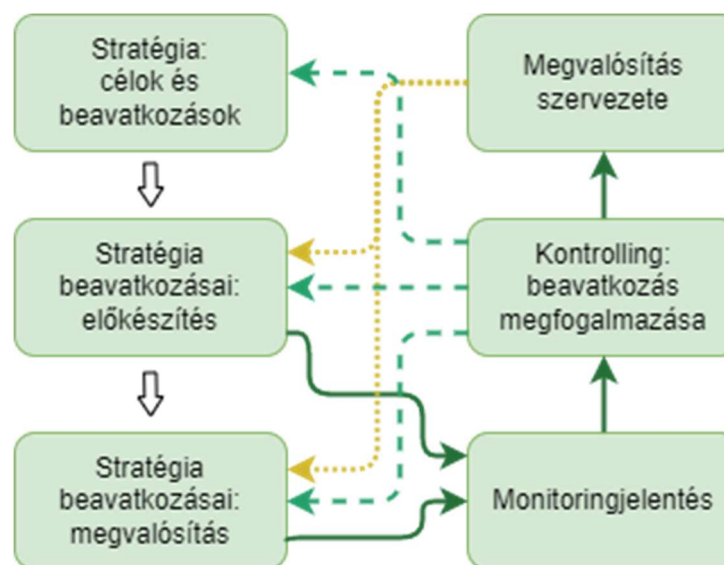 Stratégia:
célok és
beavatkozások
Megvalósítás
szervezete
Stratégia
beavatkozásai:
előkészítés
Kontrolling:
beavatkozás
megfogalmazása
Stratégia
beavatkozásai:
megvalósítás
Monitoringjelentés